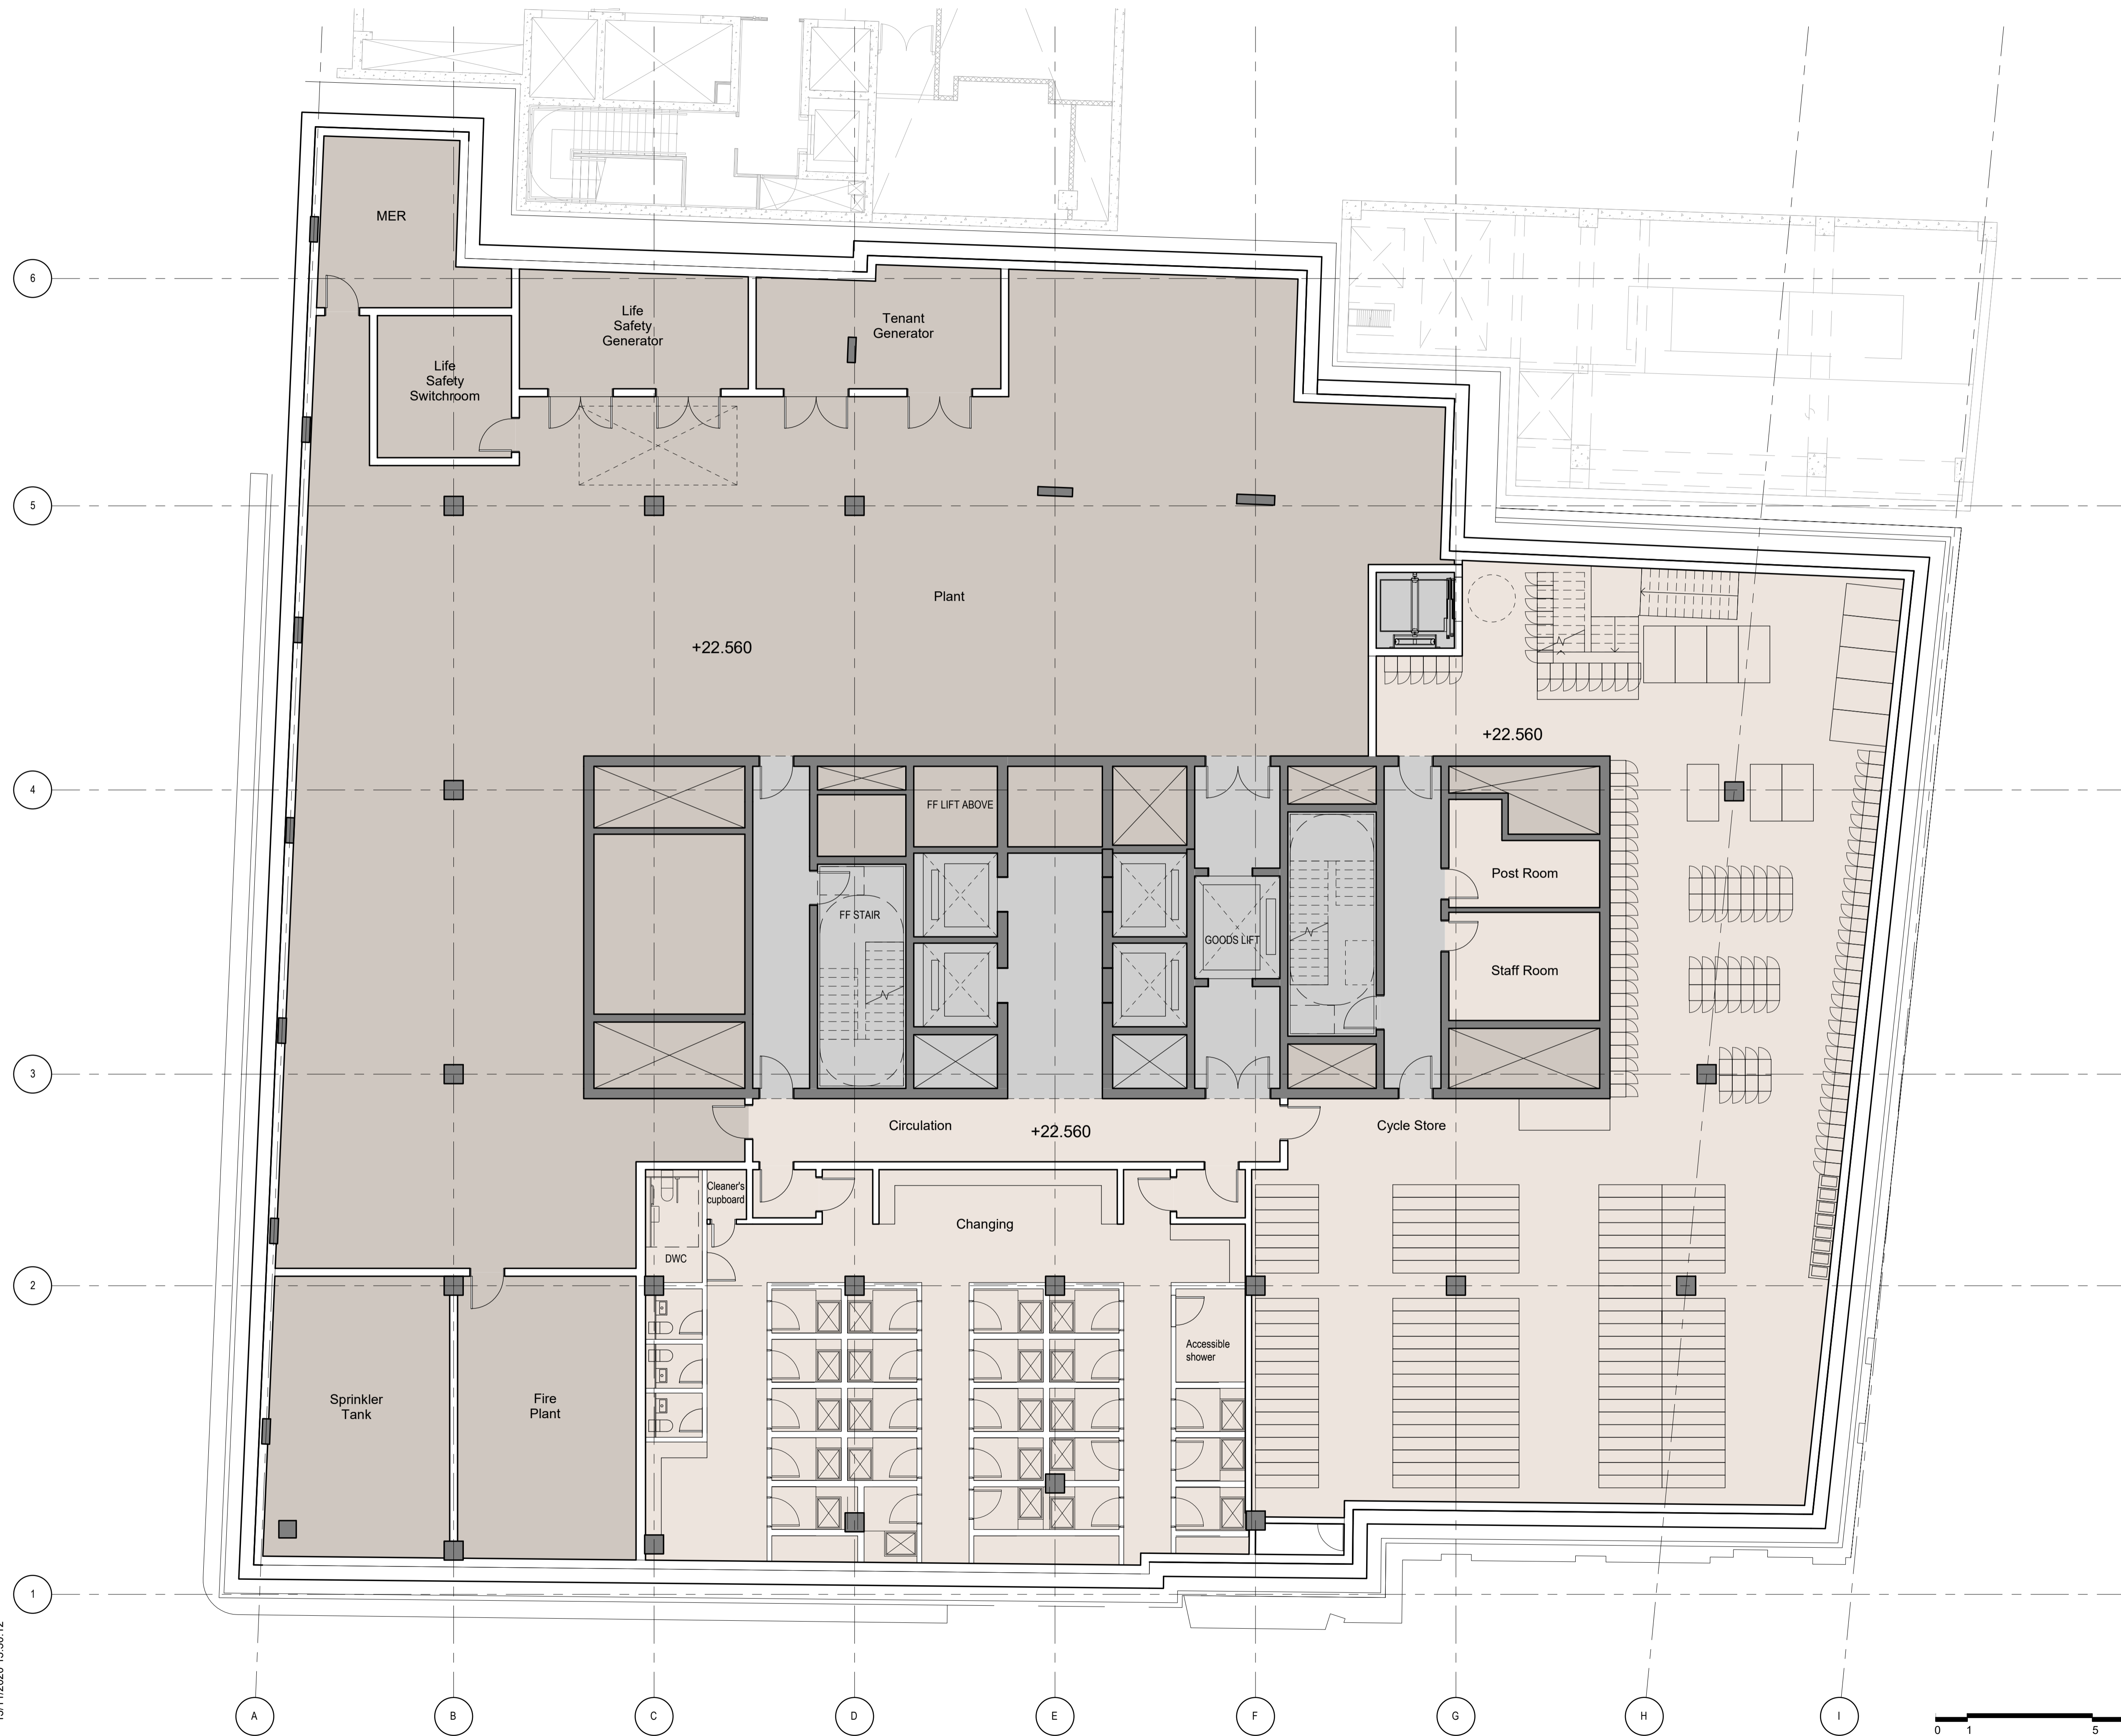 MER
6
Life
Safety
Generator
Tenant
Generator
Life
Safety
Switchroom
5
Plant
+22.560
+22.560
4
FF LIFT ABOVE
Post Room
FF STAIR
GOODS LIFT
Staff Room
3
Circulation
+22.560
Cycle Store
Cleaner's
cupboard
Changing
DWC
2
Accessible
shower
Sprinkler
Tank
Fire
Plant
1
A
B
C
D
E
F
G
H
I
0
1
5